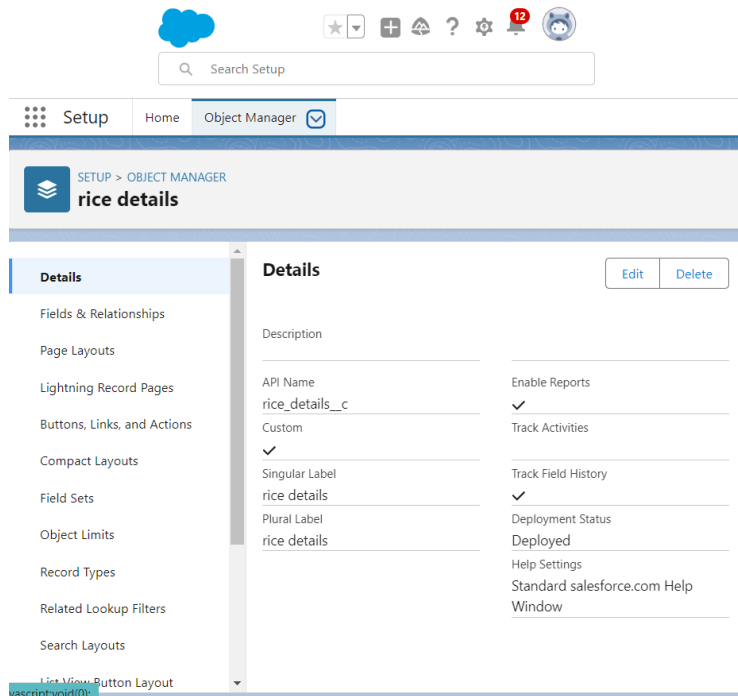 12
Search Setup
Setup
Home
Object Manager
SETUP > OBJECT MANAGER
rice details
Details
Fields & Relationships
Page Layouts
Lightning Record Pages
Buttons, Links, and Actions
Compact Layouts
Field Sets
Object Limits
Record Types
Related Lookup Filters
Search Layouts
List View Button Layout
vascript:void(0);
Details
Edit
Delete
Description
API Name
rice_details__c
Custom
Singular Label
rice details
Plural Label
rice details
Enable Reports
Track Activities
Track Field History
Deployment Status
Deployed
Help Settings
Standard salesforce.com Help
Window